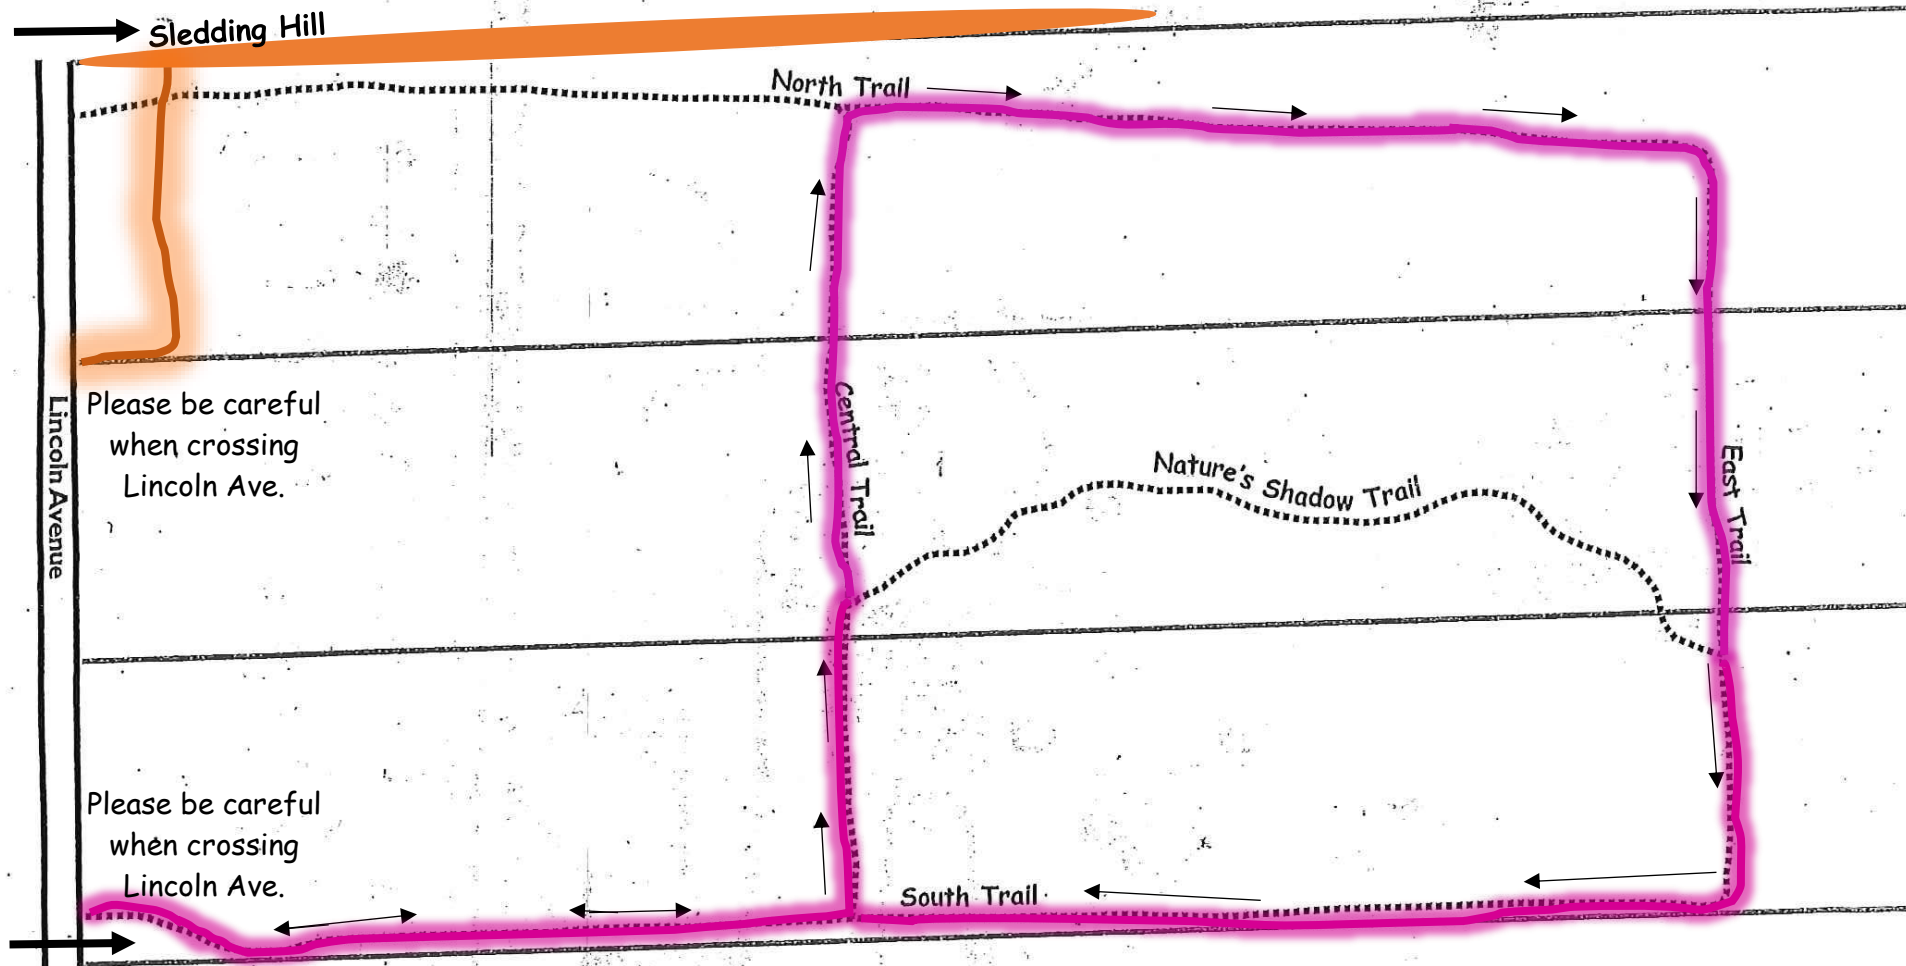 Sledding Hill
North Trail
Please be careful
when crossing
Lincoln Ave.
Lincoln Avenue
Central Trail
Nature's Shadow Trail
East Trail
Please be careful
when crossing
Lincoln Ave.
South Trail